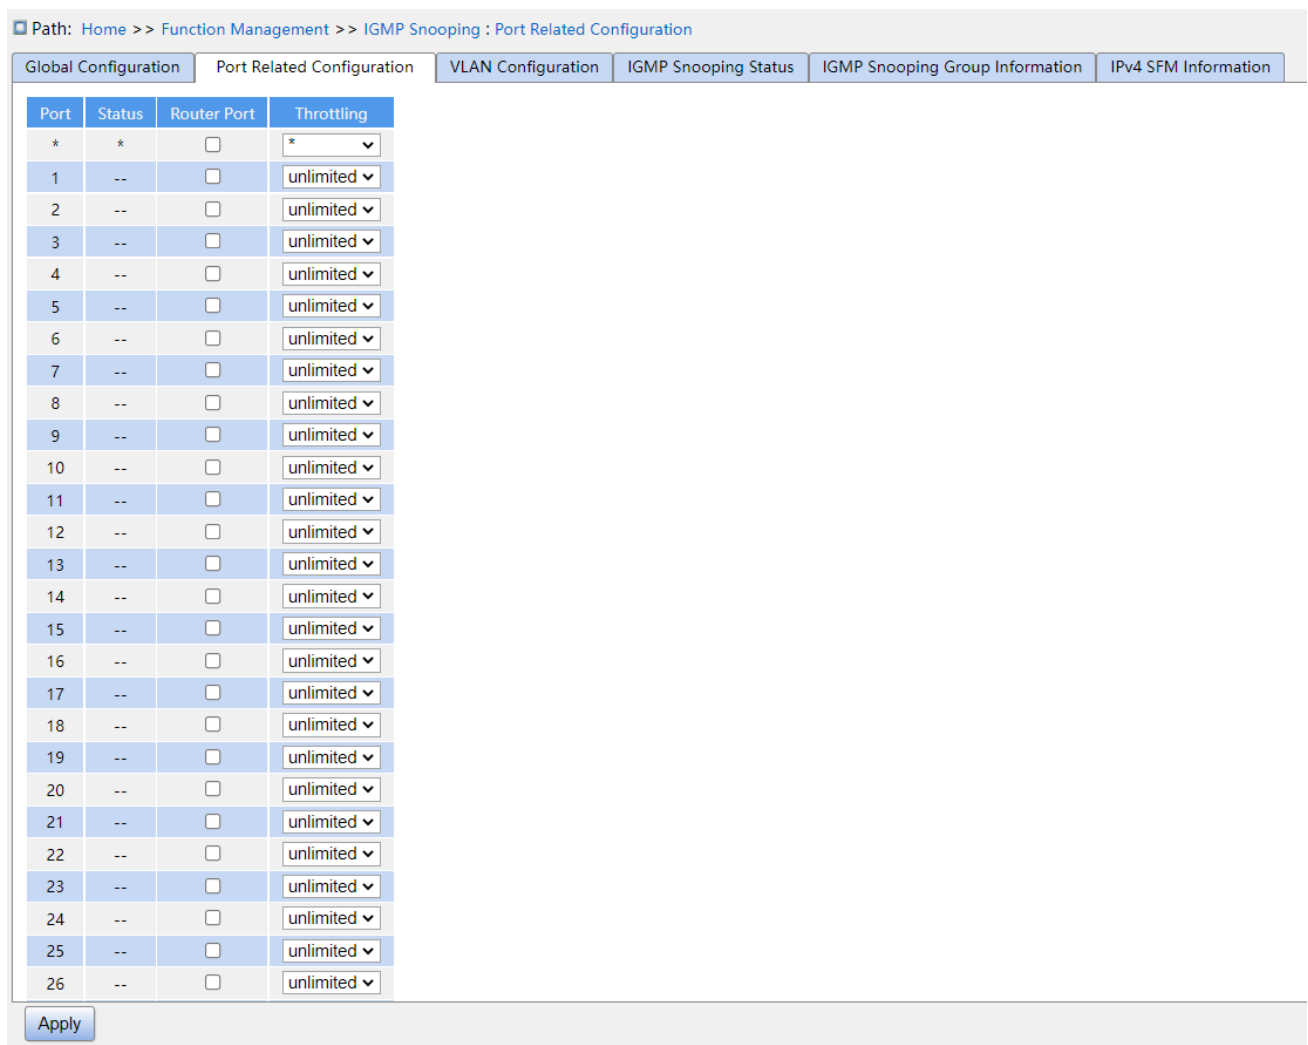 Path: Home >> Function Management >> IGMP Snooping : Port Related Configuration
Global Configuration Port Related Configuration VLAN Configuration IGMP Snooping Status IGMP Snooping Group Information IPv4 SFM Information
Port Status Router Port Throttling
* * *
1 -- unlimited
2 -- unlimited
3 -- unlimited
4 -- unlimited
5 -- unlimited
6 -- unlimited
7 -- unlimited
8 -- unlimited
9 -- unlimited
10 -- unlimited
11 -- unlimited
12 -- unlimited
13 -- unlimited
14 -- unlimited
15 -- unlimited
16 -- unlimited
17 -- unlimited
18 -- unlimited
19 -- unlimited
20 -- unlimited
21 -- unlimited
22 -- unlimited
23 -- unlimited
24 -- unlimited
25 -- unlimited
26 -- unlimited
Apply